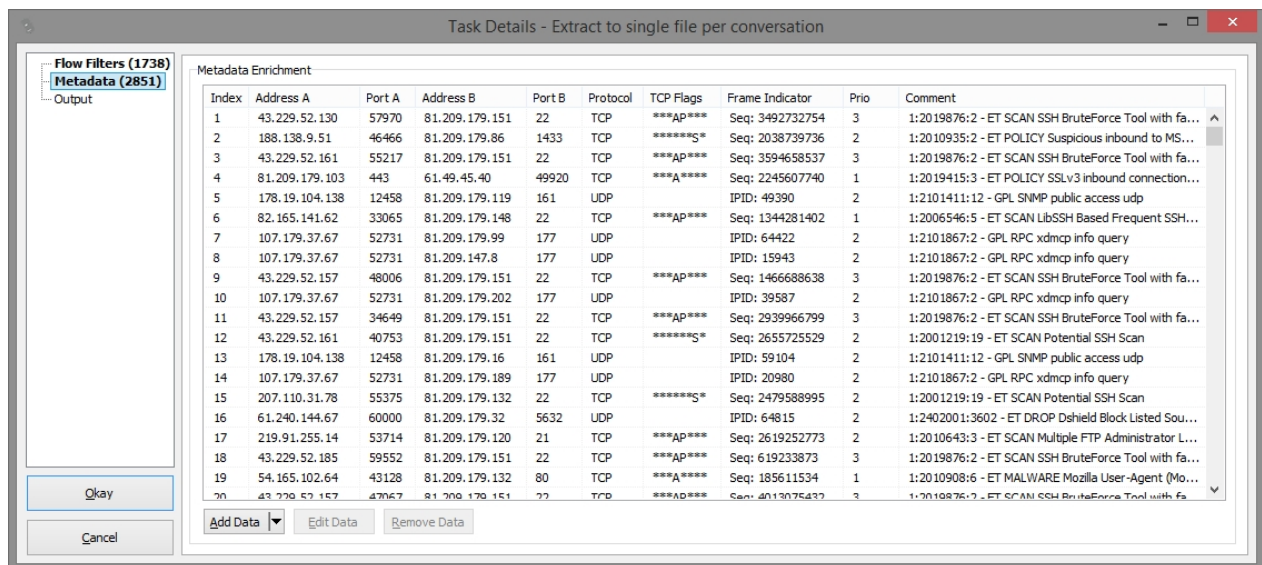 Task Details - Extract to single file per conversation
Flow Filters (1738)
Metadata (2851)
Output
Metadata Enrichment
Index Address A Port A Address B Port B Protocol TCP Flags Frame Indicator Prio Comment
1 43.229.52.130 57970 81.209.179.151 22 TCP ***AP*** Seq: 3492732754 3 1:2019876:2 - ET SCAN SSH BruteForce Tool with fa...
2 188.138.9.51 46466 81.209.179.86 1433 TCP ******S* Seq: 2038739736 2 1:2010935:2 - ET POLICY Suspicious inbound to MS...
3 43.229.52.161 55217 81.209.179.151 22 TCP ***AP*** Seq: 3594658537 3 1:2019876:2 - ET SCAN SSH BruteForce Tool with fa...
4 81.209.179.103 443 61.49.45.40 49920 TCP ***A**** Seq: 2245607740 1 1:2019415:3 - ET POLICY SSLv3 inbound connection...
5 178.19.104.138 12458 81.209.179.119 161 UDP IPID: 49390 2 1:2101411:12 - GPL SNMP public access udp
6 82.165.141.62 33065 81.209.179.148 22 TCP ***AP*** Seq: 1344281402 1 1:2006546:5 - ET SCAN LibSSH Based Frequent SSH...
7 107.179.37.67 52731 81.209.179.99 177 UDP IPID: 64422 2 1:2101867:2 - GPL RPC xdmcp info query
8 107.179.37.67 52731 81.209.147.8 177 UDP IPID: 15943 2 1:2101867:2 - GPL RPC xdmcp info query
9 43.229.52.157 48006 81.209.179.151 22 TCP ***AP*** Seq: 1466688638 3 1:2019876:2 - ET SCAN SSH BruteForce Tool with fa...
10 107.179.37.67 52731 81.209.179.202 177 UDP IPID: 39587 2 1:2101867:2 - GPL RPC xdmcp info query
11 43.229.52.157 34649 81.209.179.151 22 TCP ***AP*** Seq: 2939966799 3 1:2019876:2 - ET SCAN SSH BruteForce Tool with fa...
12 43.229.52.161 40753 81.209.179.151 22 TCP ******S* Seq: 2655725529 2 1:2001219:19 - ET SCAN Potential SSH Scan
13 178.19.104.138 12458 81.209.179.16 161 UDP IPID: 59104 2 1:2101411:12 - GPL SNMP public access udp
14 107.179.37.67 52731 81.209.179.189 177 UDP IPID: 20980 2 1:2101867:2 - GPL RPC xdmcp info query
15 207.110.31.78 55375 81.209.179.132 22 TCP ******S* Seq: 2479588995 2 1:2001219:19 - ET SCAN Potential SSH Scan
16 61.240.144.67 60000 81.209.179.32 5632 UDP IPID: 64815 2 1:2402001:3602 - ET DROP Dshield Block Listed Sou...
17 219.91.255.14 53714 81.209.179.120 21 TCP ***AP*** Seq: 2619252773 2 1:2010643:3 - ET SCAN Multiple FTP Administrator L...
18 43.229.52.185 59552 81.209.179.151 22 TCP ***AP*** Seq: 619233873 3 1:2019876:2 - ET SCAN SSH BruteForce Tool with fa...
19 54.165.102.64 43128 81.209.179.132 80 TCP ***A**** Seq: 185611534 1 1:2010908:6 - ET MALWARE Mozilla User-Agent (Mo...
20 43.229.52.157 47067 81.209.179.151 22 TCP ***AP*** Seq: 4013075432 3 1:2019876:2 - ET SCAN SSH BruteForce Tool with fa
Okay
Cancel
Add Data Edit Data Remove Data